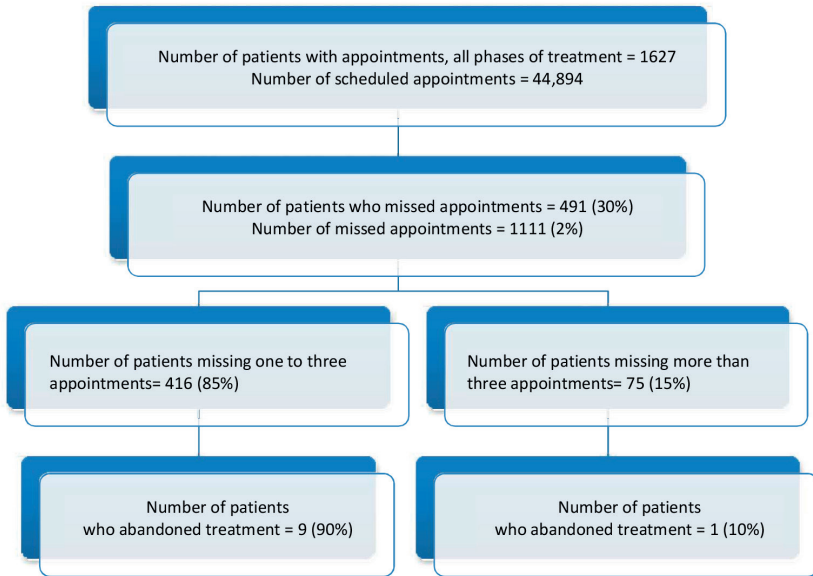 Number of patients with appointments, all phases of treatment = 1627
Number of scheduled appointments = 44,894
Number of patients who missed appointments = 491 (30%)
Number of missed appointments = 1111 (2%)
Number of patients missing one to three
appointments= 416 (85%)
Number of patients missing more than
three appointments= 75 (15%)
Number of patients
who abandoned treatment = 9 (90%)
Number of patients
who abandoned treatment = 1 (10%)